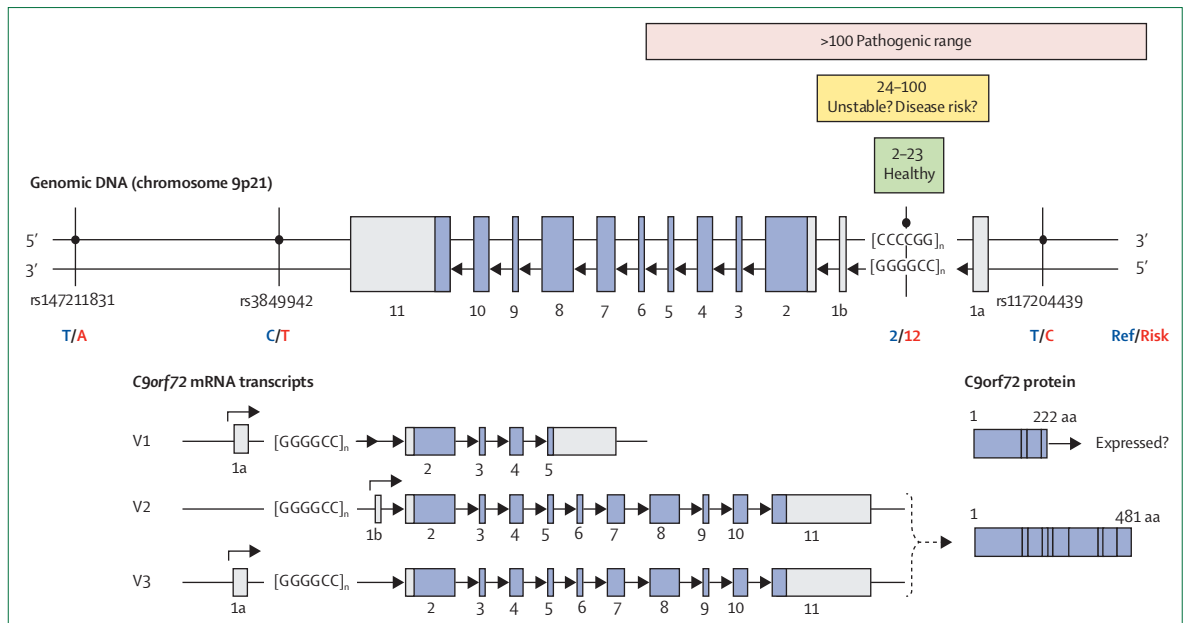 >100 Pathogenic range
24–100
Unstable? Disease risk?
2–23
Healthy
Genomic DNA (chromosome 9p21)
5′ [CCCCGG]n 3′
3′ [GGGGCC]n 5′
rs147211831 rs3849942 11 10 9 8 7 6 5 4 3 2 1b 1a rs117204439
T/A C/T 2/12 T/C Ref/Risk
C9orf72 mRNA transcripts C9orf72 protein
V1 [GGGGCC]n
1a 2 3 4 5
1 222 aa
Expressed?
V2 [GGGGCC]n
1b 2 3 4 5 6 7 8 9 10 11
1 481 aa
V3 [GGGGCC]n
1a 2 3 4 5 6 7 8 9 10 11